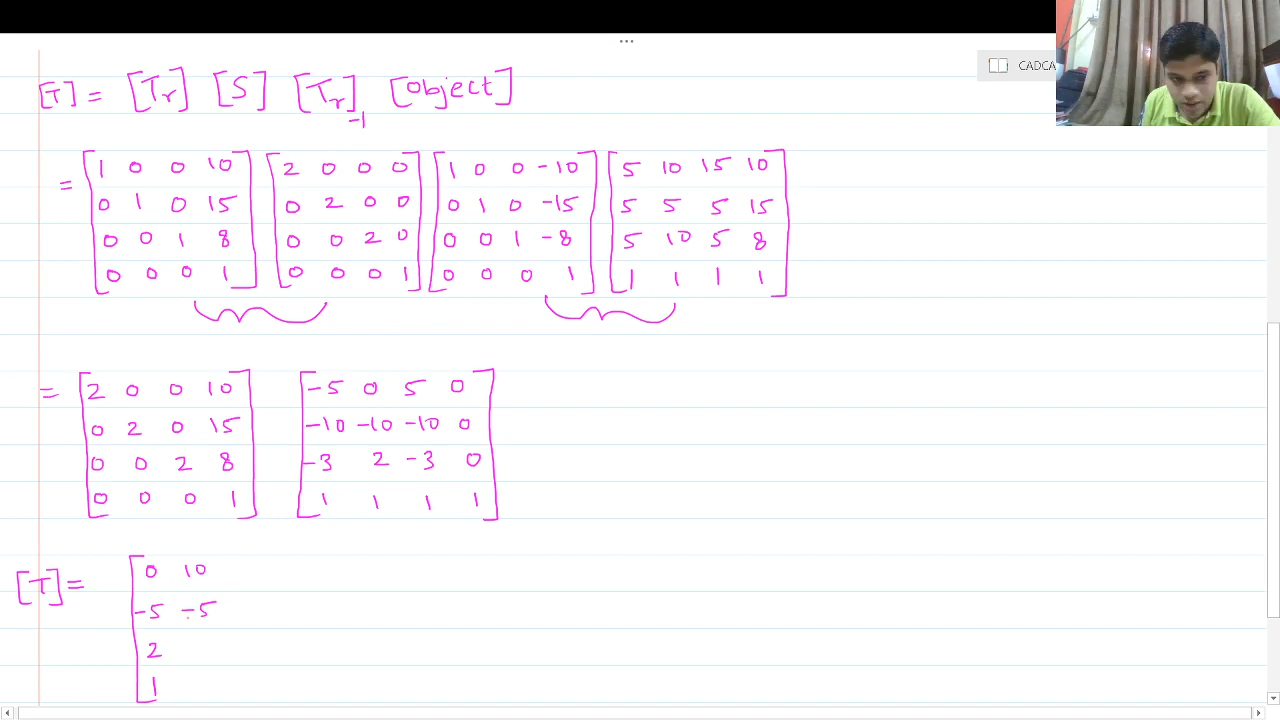 CADCA
[T] = [Tr] [S] [Tr]-1 [object]
= [1 0 0 10] [2 0 0 0] [1 0 0 -10] [5 10 15 10]
[0 1 0 15] [0 2 0 0] [0 1 0 -15] [5 5 5 15]
[0 0 1 8] [0 0 2 0] [0 0 1 -8] [5 10 5 8]
[0 0 0 1] [0 0 0 1] [0 0 0 1] [1 1 1 1]
= [2 0 0 10] [-5 0 5 0]
[0 2 0 15] [-10 -10 -10 0]
[0 0 2 8] [-3 2 -3 0]
[0 0 0 1] [1 1 1 1]
[T] = [0 10
-5 -5
2
1